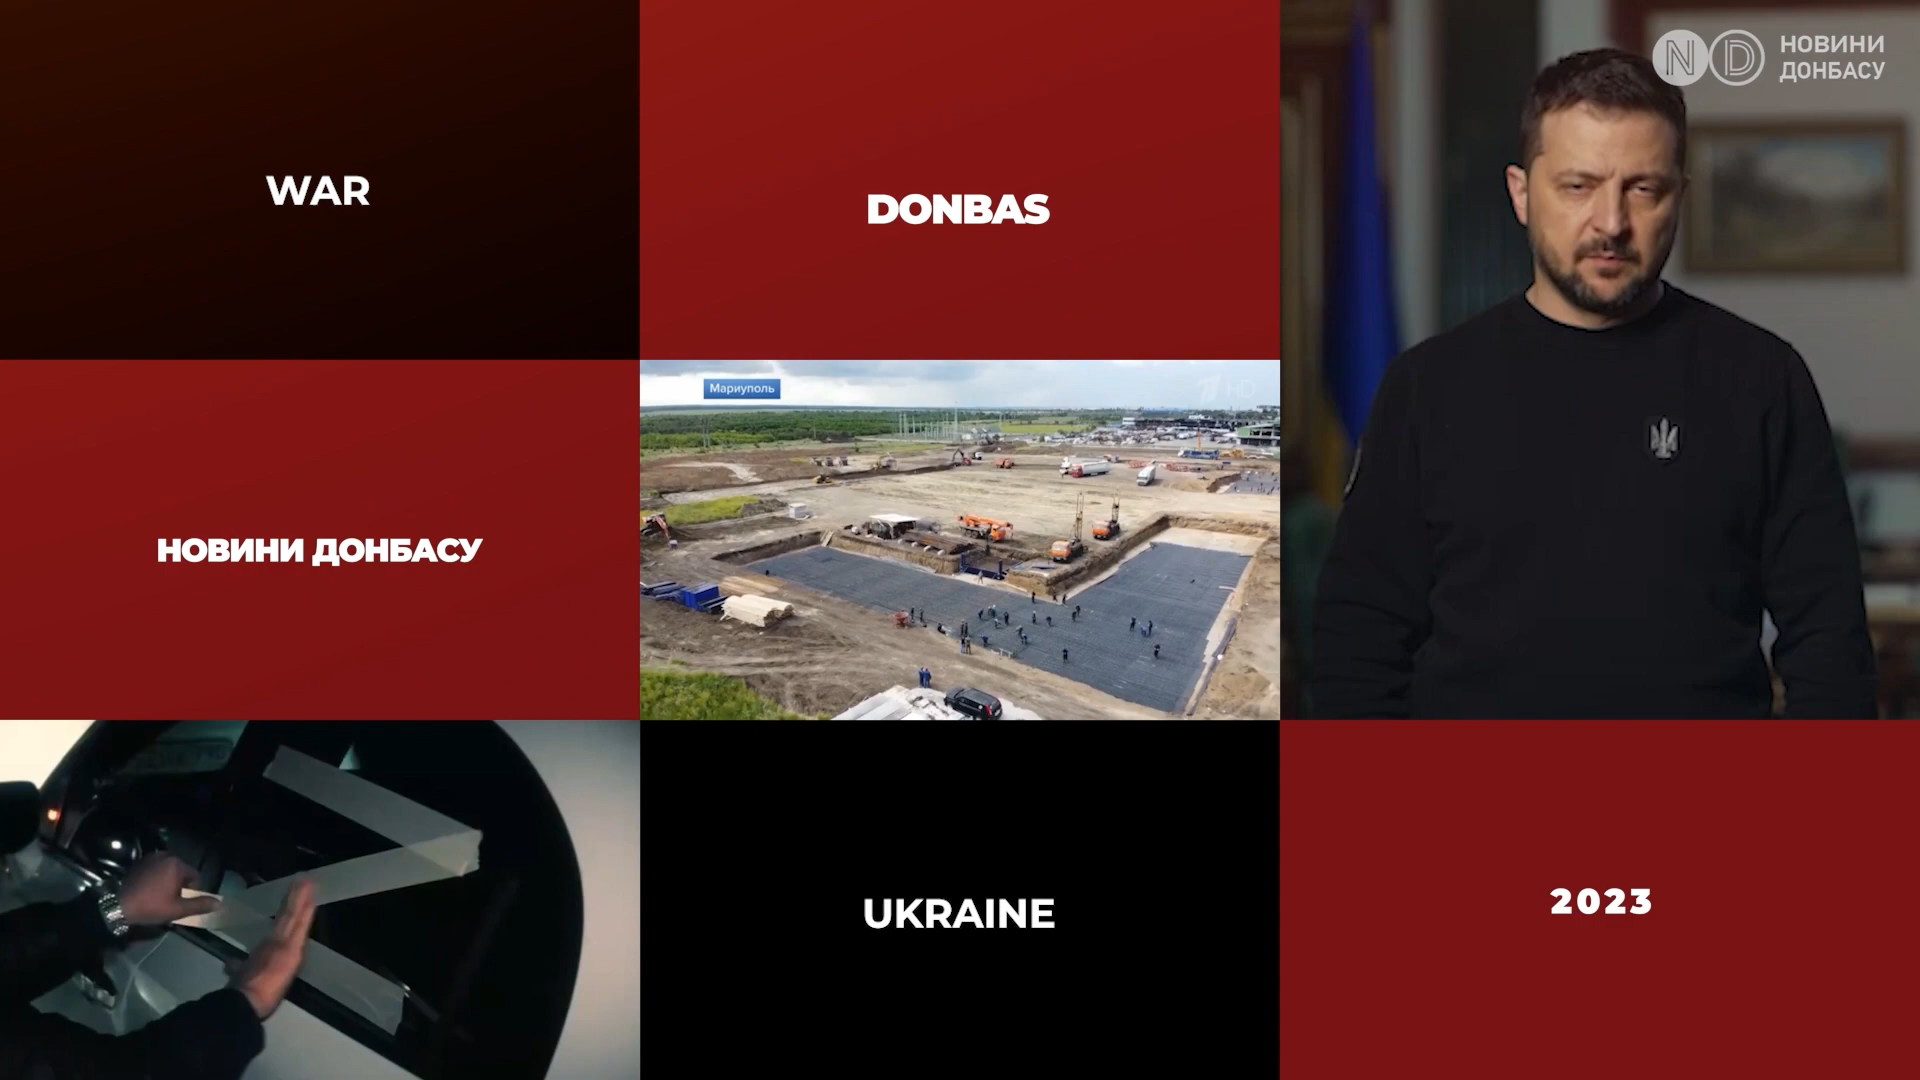 WAR
DONBAS
НОВИНИ
ДОНБАСУ
НОВИНИ ДОНБАСУ
Мариуполь
UKRAINE
2023